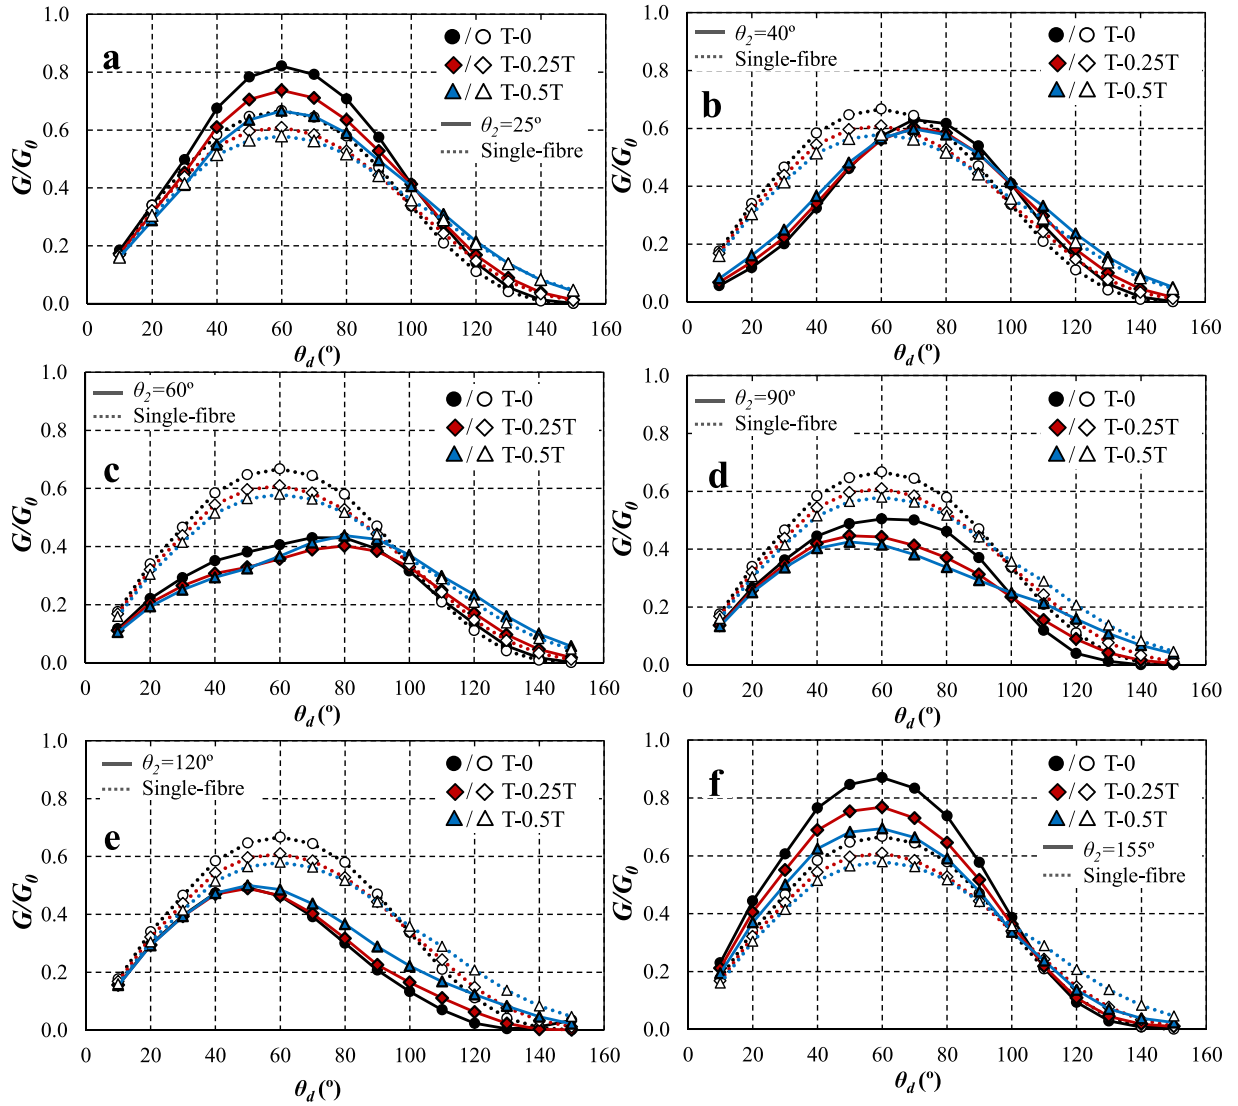 a
G/G0
1.0
0.8
0.6
0.4
0.2
0.0
0 20 40 60 80 100 120 140 160
θd (º)
/ T-0
/ T-0.25T
/ T-0.5T
θ2=25º
Single-fibre
b
G/G0
1.0
0.8
0.6
0.4
0.2
0.0
0 20 40 60 80 100 120 140 160
θd (º)
θ2=40º
Single-fibre
/ T-0
/ T-0.25T
/ T-0.5T
c
G/G0
1.0
0.8
0.6
0.4
0.2
0.0
0 20 40 60 80 100 120 140 160
θd (º)
θ2=60º
Single-fibre
/ T-0
/ T-0.25T
/ T-0.5T
d
G/G0
1.0
0.8
0.6
0.4
0.2
0.0
0 20 40 60 80 100 120 140 160
θd (º)
θ2=90º
Single-fibre
/ T-0
/ T-0.25T
/ T-0.5T
e
G/G0
1.0
0.8
0.6
0.4
0.2
0.0
0 20 40 60 80 100 120 140 160
θd (º)
θ2=120º
Single-fibre
/ T-0
/ T-0.25T
/ T-0.5T
f
G/G0
1.0
0.8
0.6
0.4
0.2
0.0
0 20 40 60 80 100 120 140 160
θd (º)
/ T-0
/ T-0.25T
/ T-0.5T
θ2=155º
Single-fibre